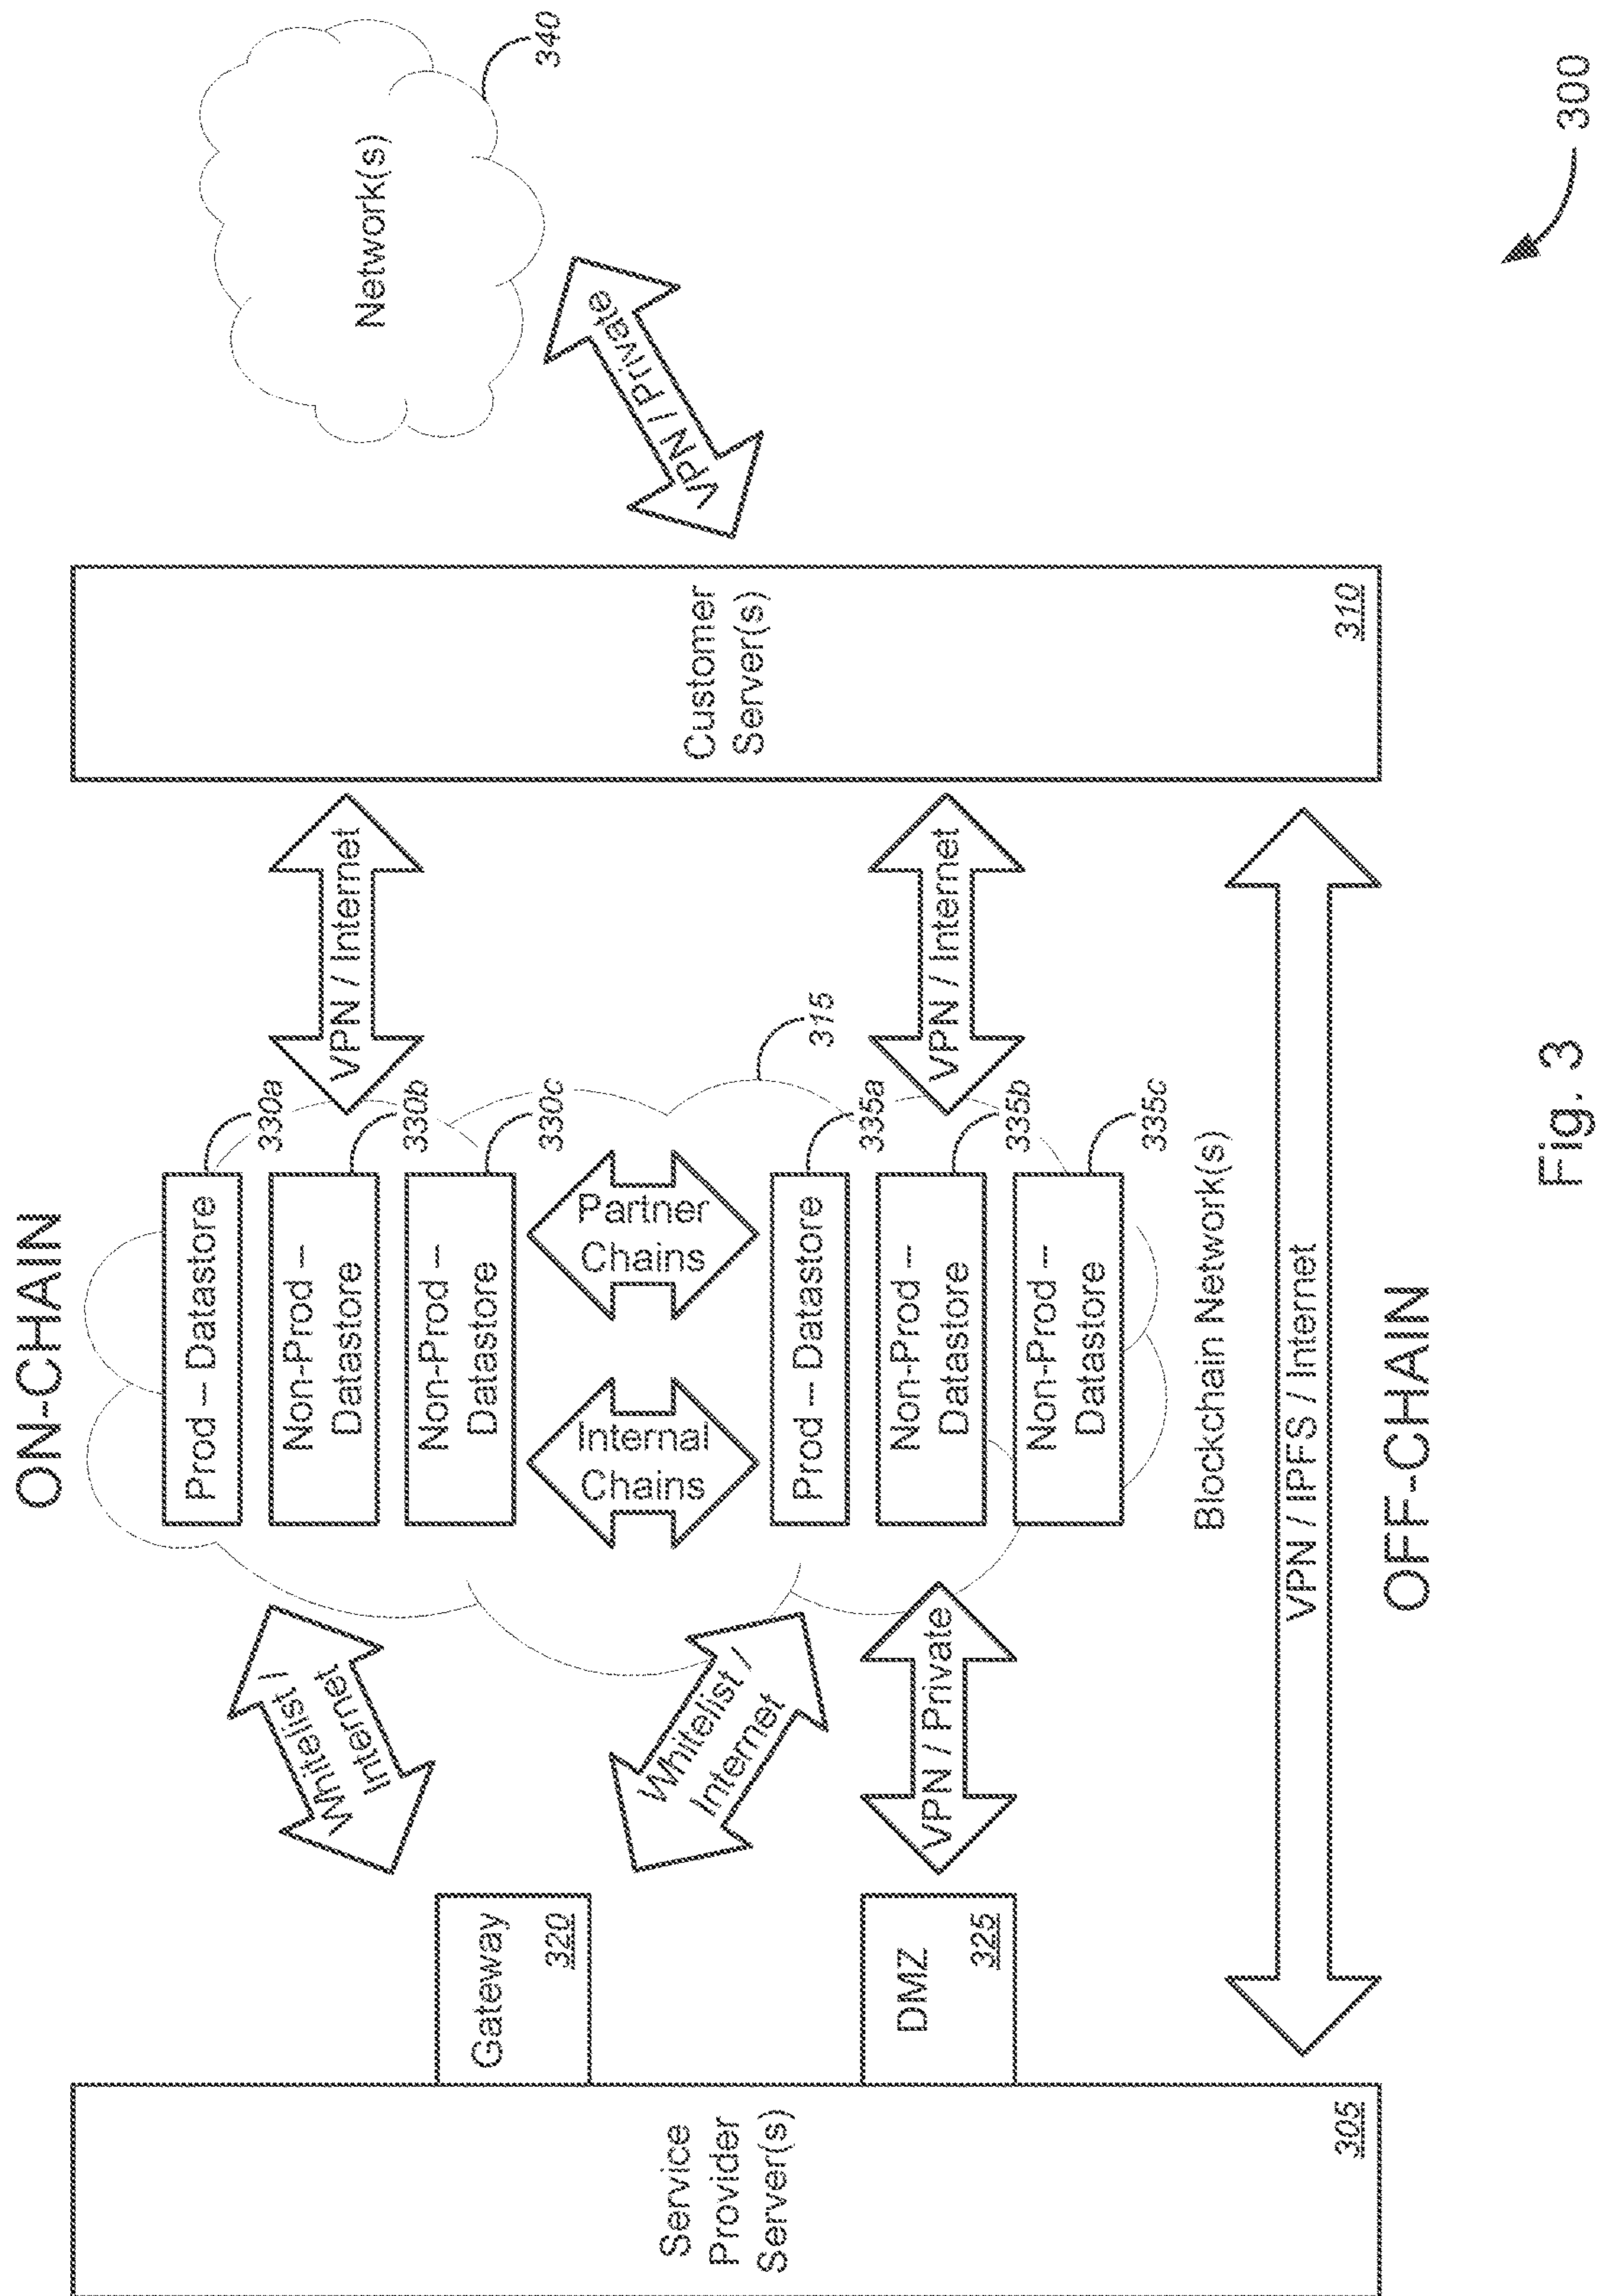 ON-CHAIN
Service
Provider
Server(s)
305
Gateway
320
DMZ
325
Whitelist /
Internet
Whitelist /
Internet
VPN / Private
Prod -- Datastore
330a
Non-Prod --
Datastore
330b
Non-Prod --
Datastore
330c
Internal
Chains
Partner
Chains
315
Prod -- Datastore
335a
Non-Prod --
Datastore
335b
Non-Prod --
Datastore
335c
Blockchain Network(s)
VPN / Internet
VPN / Internet
Customer
Server(s)
310
VPN / Private
Network(s)
340
VPN / IPFS / Internet
OFF-CHAIN
300
Fig. 3